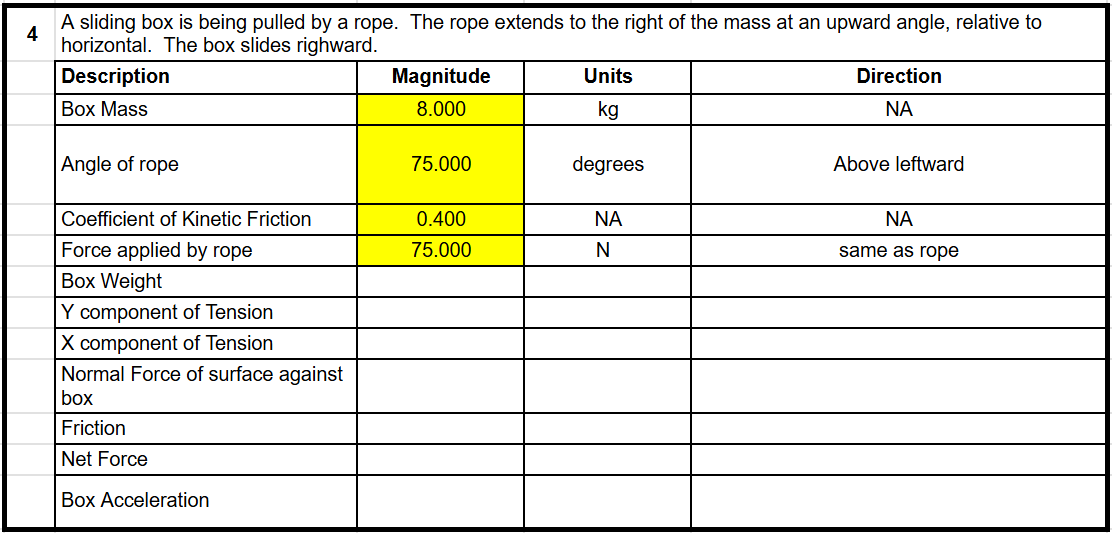 4
A sliding box is being pulled by a rope.  The rope extends to the right of the mass at an upward angle, relative to
horizontal.  The box slides righward.
Description Magnitude Units Direction
Box Mass 8.000 kg NA
Angle of rope 75.000 degrees Above leftward
Coefficient of Kinetic Friction 0.400 NA NA
Force applied by rope 75.000 N same as rope
Box Weight
Y component of Tension
X component of Tension
Normal Force of surface against
box
Friction
Net Force
Box Acceleration